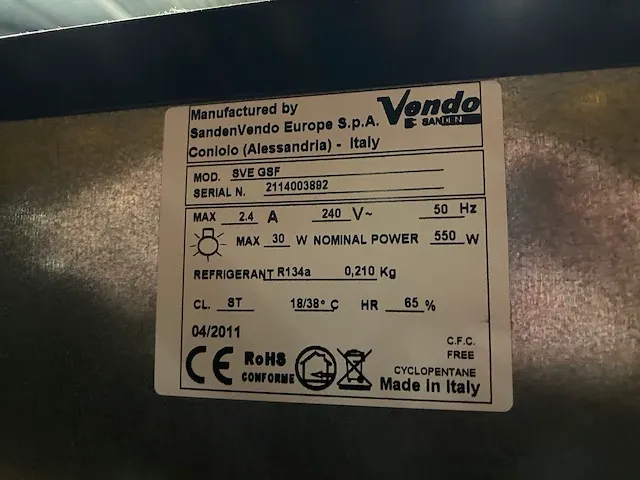 Manufactured by
SandenVendo Europe S.p.A.
Coniolo (Alessandria) - Italy
Vendo
SANDEN
MOD. SVE GSF
SERIAL N. 2114003892
MAX 2.4 A 240 V~ 50 Hz
MAX 30 W NOMINAL POWER 550 W
REFRIGERANT R134a 0,210 Kg
CL. ST 18/38° C HR 65 %
04/2011
C.F.C.
FREE
CE RoHS
CONFORME
CYCLOPENTANE
Made in Italy